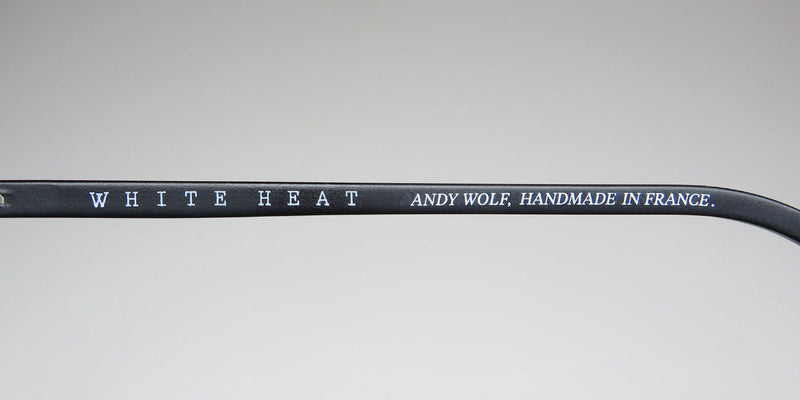 WHITE HEAT ANDY WOLF, HANDMADE IN FRANCE.